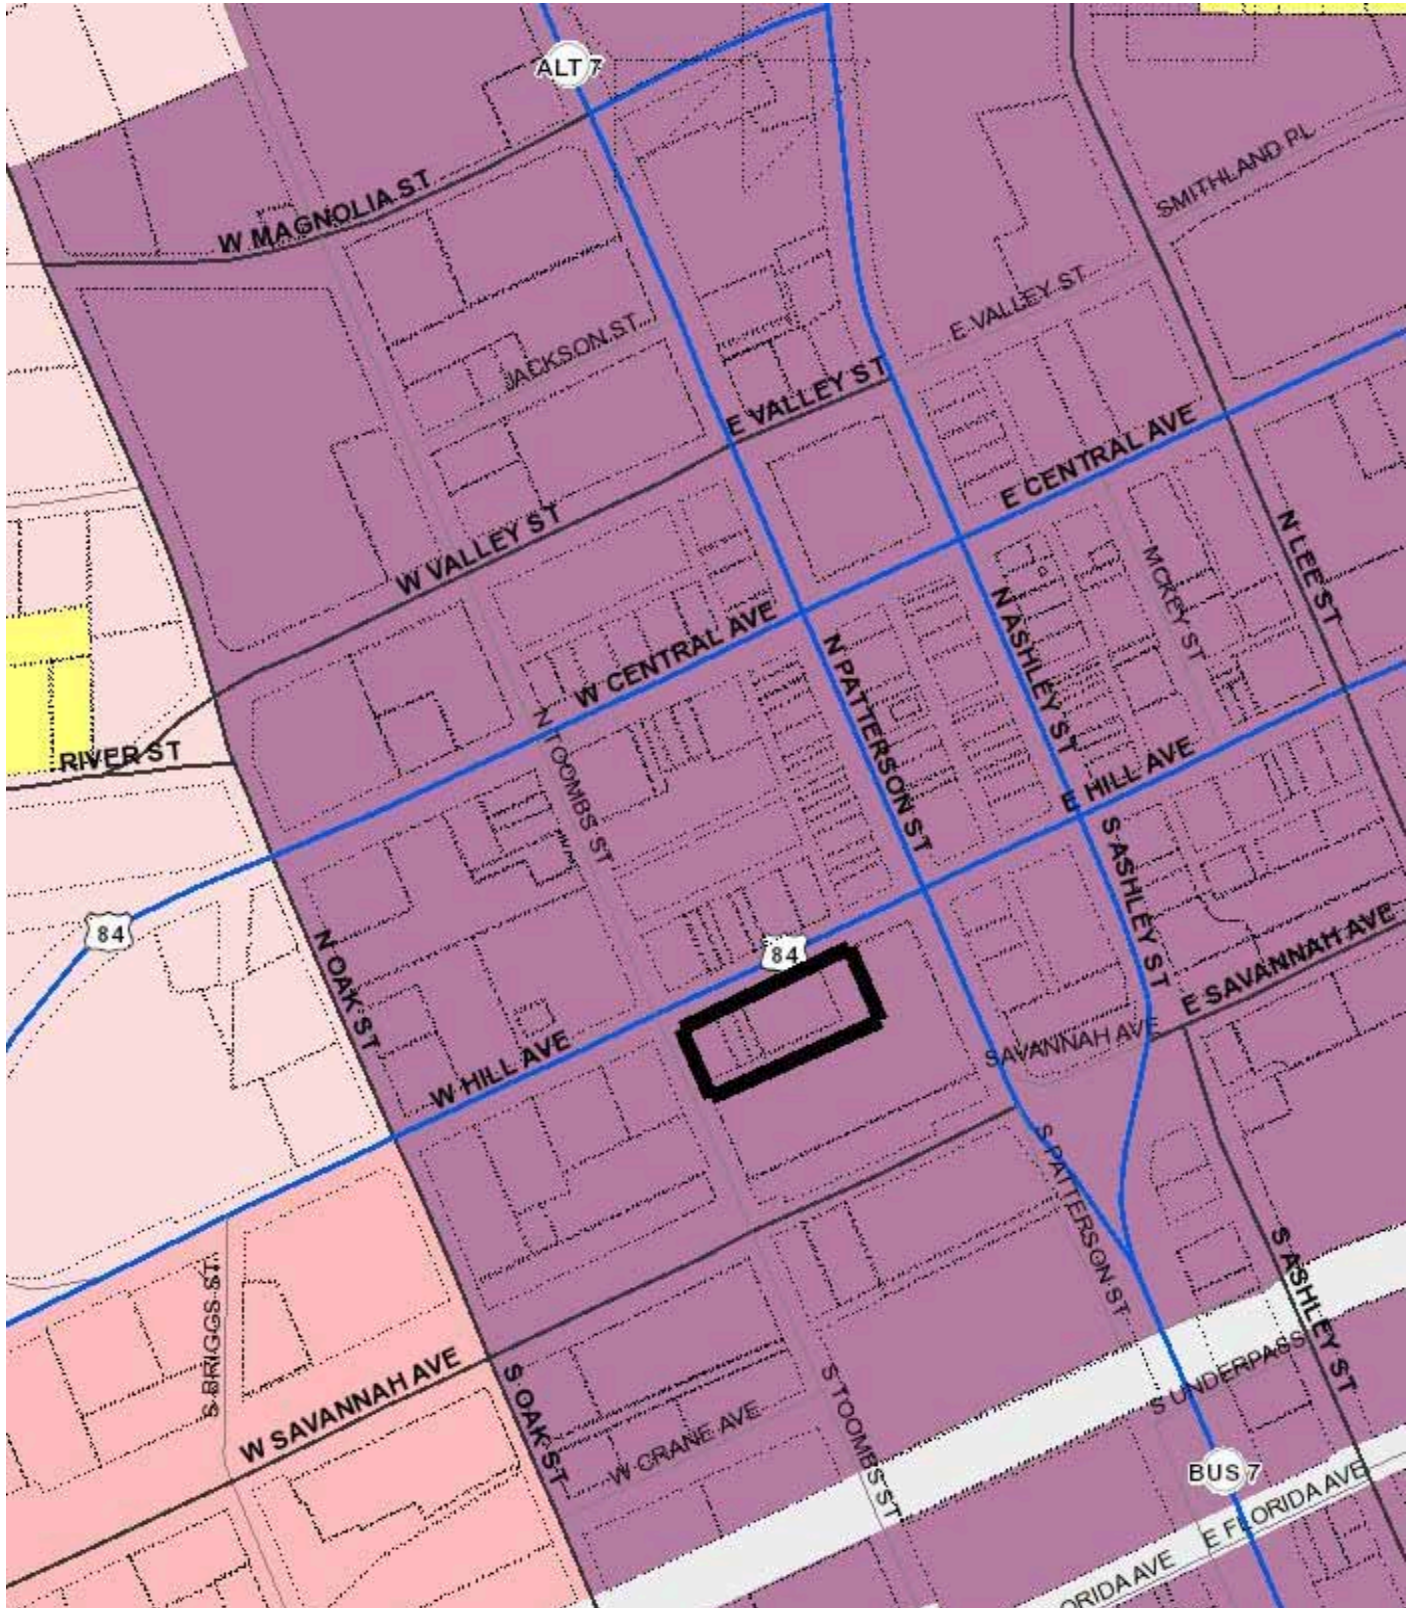 ALT 7
W MAGNOLIA ST
SMITHLAND PL
E VALLEY ST
JACKSON ST
E VALLEY ST
E CENTRAL AVE
W VALLEY ST
N LEE ST
MCKEY ST
N ASHLEY ST
W CENTRAL AVE
N PATTERSON ST
RIVER ST
N TOOMBS ST
E HILL AVE
84
N OAK ST
84
S ASHLEY ST
E SAVANNAH AVE
SAVANNAH AVE
W HILL AVE
S PATTERSON ST
S BRIGGS ST
S ASHLEY ST
W SAVANNAH AVE
S OAK ST
S TOOMBS ST
S UNDERPASS
W CRANE AVE
BUS 7
E FLORIDA AVE
ORIDA AVE